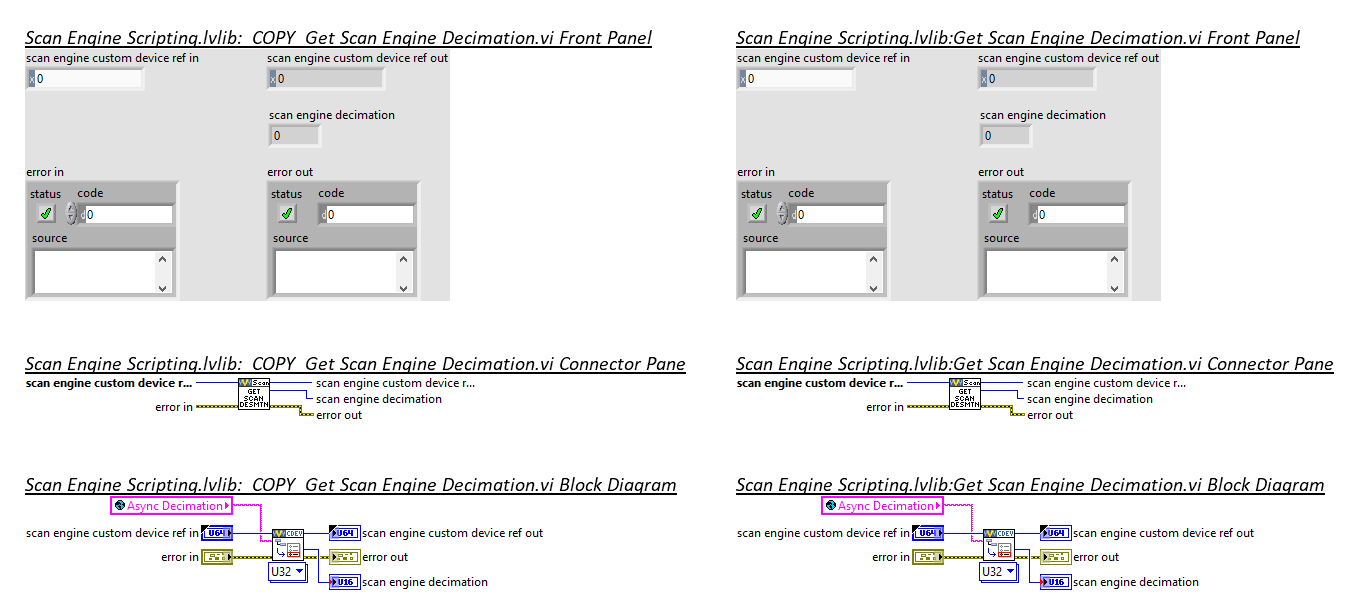 Scan Engine Scripting.lvlib:_COPY_Get Scan Engine Decimation.vi Front Panel
scan engine custom device ref in
scan engine custom device ref out
x 0
x 0
scan engine decimation
0
error in
error out
status
code
status
code
d 0
d 0
source
source
Scan Engine Scripting.lvlib:Get Scan Engine Decimation.vi Front Panel
scan engine custom device ref in
scan engine custom device ref out
x 0
x 0
scan engine decimation
0
error in
error out
status
code
status
code
d 0
d 0
source
source
Scan Engine Scripting.lvlib:_COPY_Get Scan Engine Decimation.vi Connector Pane
scan engine custom device r...
scan engine custom device r...
Scan
GET
SCAN
DESMTN
scan engine decimation
error in
error out
Scan Engine Scripting.lvlib:Get Scan Engine Decimation.vi Connector Pane
scan engine custom device r...
scan engine custom device r...
Scan
GET
SCAN
DESMTN
scan engine decimation
error in
error out
Scan Engine Scripting.lvlib:_COPY_Get Scan Engine Decimation.vi Block Diagram
Async Decimation
scan engine custom device ref in
U64
CDEV
U64
scan engine custom device ref out
error in
error out
U32
U16
scan engine decimation
Scan Engine Scripting.lvlib:Get Scan Engine Decimation.vi Block Diagram
Async Decimation
scan engine custom device ref in
U64
CDEV
U64
scan engine custom device ref out
error in
error out
U32
U16
scan engine decimation